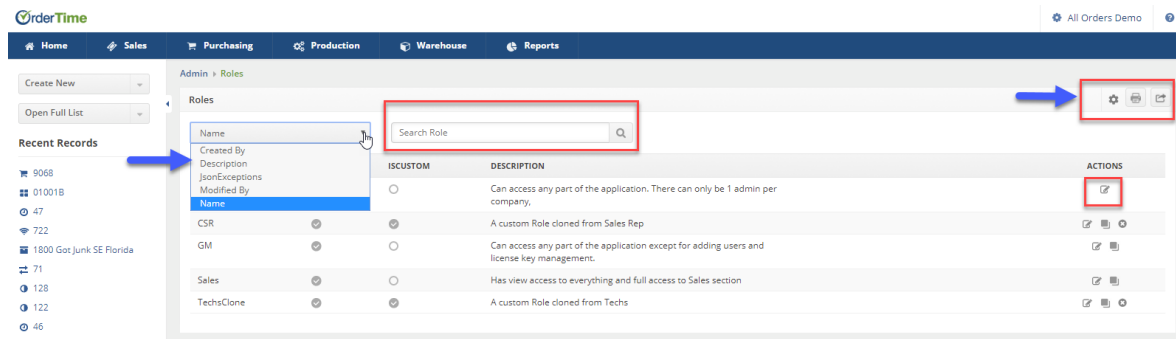 OrderTime
All Orders Demo
Home Sales Purchasing Production Warehouse Reports
Create New
Open Full List
Recent Records
9068
01001B
47
722
1800 Got Junk SE Florida
71
128
122
46
Admin › Roles
Roles
Name
Search Role
Created By
Description
JsonExceptions
Modified By
Name
ISCUSTOM DESCRIPTION ACTIONS
Can access any part of the application. There can only be 1 admin per
company,
CSR A custom Role cloned from Sales Rep
GM Can access any part of the application except for adding users and
license key management.
Sales Has view access to everything and full access to Sales section
TechsClone A custom Role cloned from Techs